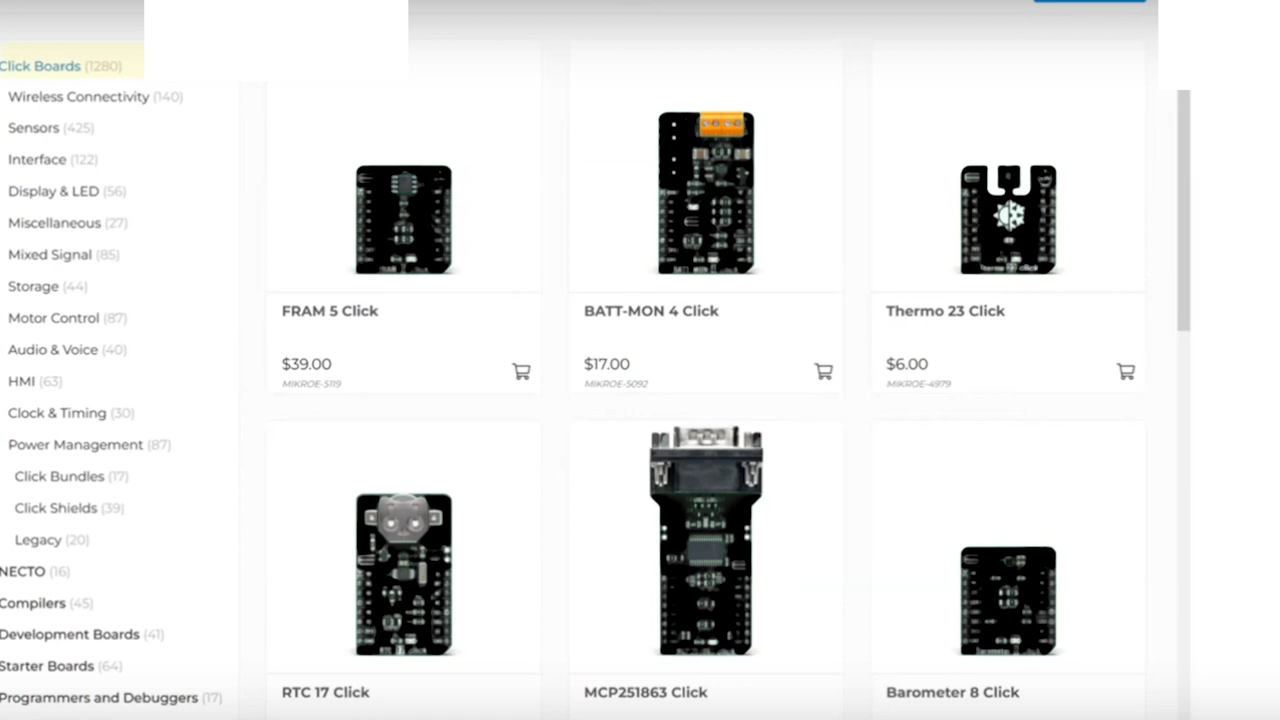 Click Boards (1280)
Wireless Connectivity (140)
Sensors (425)
Interface (122)
Display & LED (56)
Miscellaneous (27)
Mixed Signal (85)
Storage (44)
Motor Control (87)
Audio & Voice (40)
HMI (63)
Clock & Timing (30)
Power Management (87)
Click Bundles (17)
Click Shields (39)
Legacy (20)
NECTO (16)
Compilers (45)
Development Boards (41)
Starter Boards (64)
Programmers and Debuggers (17)
FRAM 5 Click
$39.00
MIKROE-5119
BATT-MON 4 Click
$17.00
MIKROE-5092
Thermo 23 Click
$6.00
MIKROE-4979
RTC 17 Click
MCP251863 Click
Barometer 8 Click